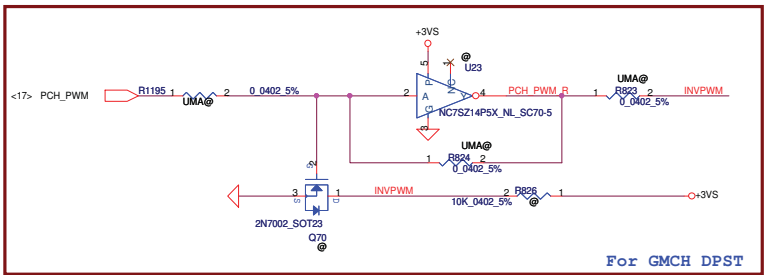 +3VS
5
P
1
NC
@
U23
<17> PCH_PWM
R1195
1
2
UMA@
0_0402_5%
2
A
Y
4
PCH_PWM_R
1
UMA@
R823
2
0_0402_5%
INVPWM
G
3
NC7SZ14P5X_NL_SC70-5
UMA@
1
R824
2
0_0402_5%
2
G
3
S
D
1
INVPWM
2
R826
1
+3VS
10K_0402_5%
@
2N7002_SOT23
Q70
@
For GMCH DPST